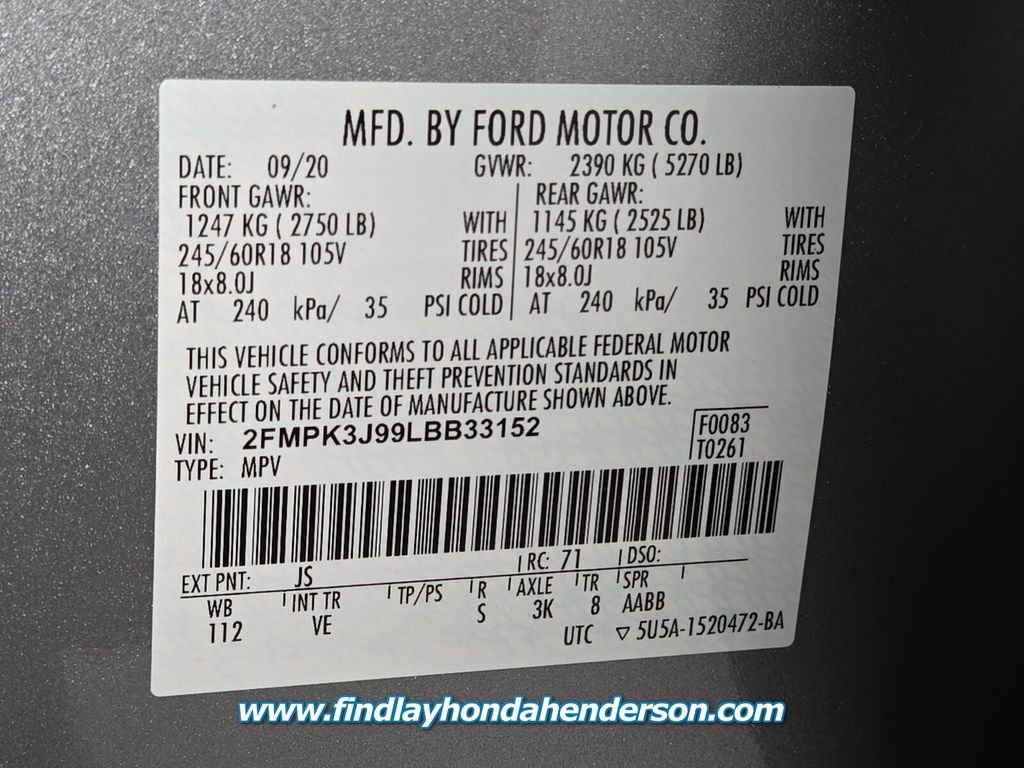 MFD. BY FORD MOTOR CO.
DATE: 09/20 GVWR: 2390 KG ( 5270 LB)
FRONT GAWR: REAR GAWR:
1247 KG ( 2750 LB) WITH 1145 KG ( 2525 LB) WITH
245/60R18 105V TIRES 245/60R18 105V TIRES
18x8.0J RIMS 18x8.0J RIMS
AT 240 kPa/ 35 PSI COLD AT 240 kPa/ 35 PSI COLD
THIS VEHICLE CONFORMS TO ALL APPLICABLE FEDERAL MOTOR
VEHICLE SAFETY AND THEFT PREVENTION STANDARDS IN
EFFECT ON THE DATE OF MANUFACTURE SHOWN ABOVE.
VIN: 2FMPK3J99LBB33152 F0083
TYPE: MPV T0261
EXT PNT: JS RC: 71 DSO:
WB INT TR TP/PS R AXLE TR SPR
112 VE S 3K 8 AABB
UTC ▽ 5U5A-1520472-BA
www.findlayhondahenderson.com